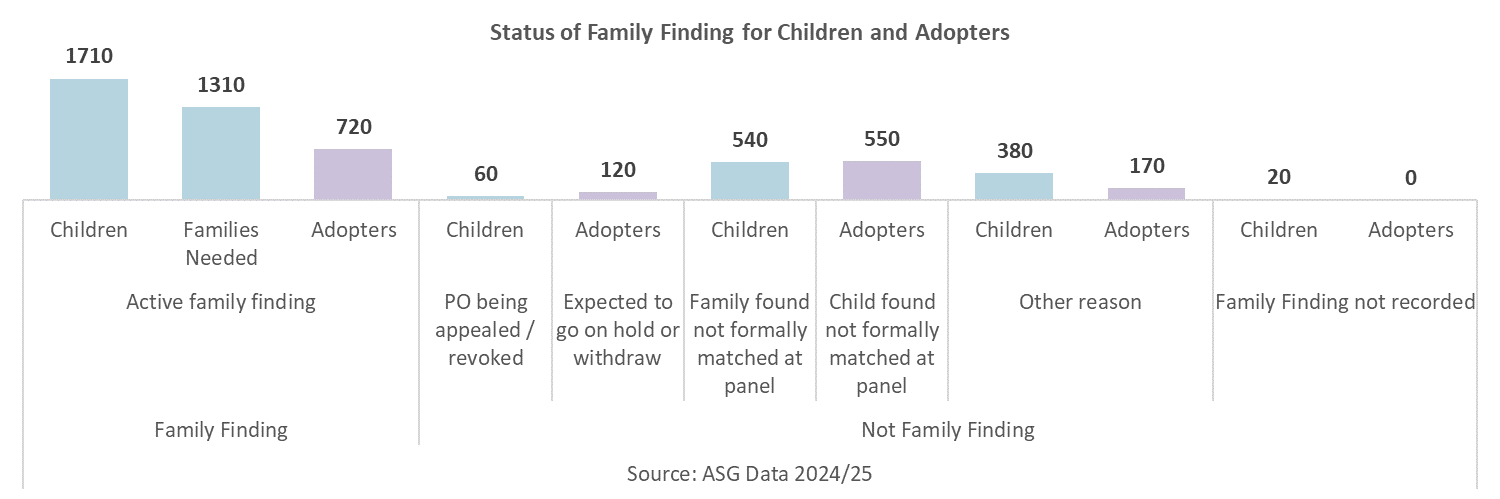 Status of Family Finding for Children and Adopters
1710
1310
720
60
120
540
550
380
170
20
0
Children
Families
Needed
Adopters
Children
Adopters
Children
Adopters
Children
Adopters
Children
Adopters
Active family finding
PO being
appealed /
revoked
Expected to
go on hold or
withdraw
Family found
not formally
matched at
panel
Child found
not formally
matched at
panel
Other reason
Family Finding not recorded
Family Finding
Not Family Finding
Source: ASG Data 2024/25